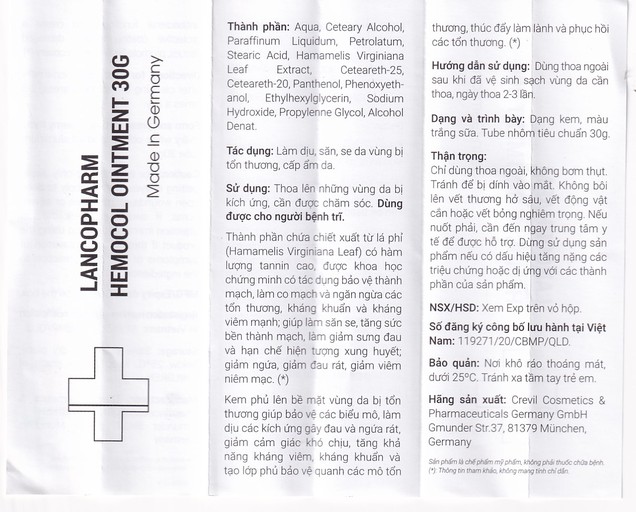 LANCOPHARM
HEMOCOL OINTMENT 30G
Made In Germany
Thành phần: Aqua, Ceteary Alcohol,
Paraffinum Liquidum, Petrolatum,
Stearic Acid, Hamamelis Virginiana
Leaf Extract, Ceteareth-25,
Ceteareth-20, Panthenol, Phenoxyeth-
anol, Ethylhexylglycerin, Sodium
Hydroxide, Propylenne Glycol, Alcohol
Denat.
Tác dụng: Làm dịu, săn, se da vùng bị
tổn thương, cấp ẩm da.
Sử dụng: Thoa lên những vùng da bị
kích ứng, cần được chăm sóc. Dùng
được cho người bệnh trĩ.
Thành phần chứa chiết xuất từ lá phỉ
(Hamamelis Virginiana Leaf) có hàm
lượng tannin cao, được khoa học
chứng minh có tác dụng bảo vệ thành
mạch, làm co mạch và ngăn ngừa các
tổn thương, kháng khuẩn và kháng
viêm mạnh; giúp làm săn se, tăng sức
bền thành mạch, làm giảm sưng đau
và hạn chế hiện tượng xung huyết;
giảm ngứa, giảm đau rát, giảm viêm
niêm mạc. (*)
Kem phủ lên bề mặt vùng da bị tổn
thương giúp bảo vệ các biểu mô, làm
dịu các kích ứng gây đau và ngứa rát,
giảm cảm giác khó chịu, tăng khả
năng kháng viêm, kháng khuẩn và
tạo lớp phủ bảo vệ quanh các mô tổn
thương, thúc đẩy làm lành và phục hồi
các tổn thương. (*)
Hướng dẫn sử dụng: Dùng thoa ngoài
sau khi đã vệ sinh sạch vùng da cần
thoa, ngày thoa 2-3 lần.
Dạng và trình bày: Dạng kem, màu
trắng sữa. Tube nhôm tiêu chuẩn 30g.
Thận trọng:
Chỉ dùng thoa ngoài, không bơm thụt.
Tránh để bị dính vào mắt. Không bôi
lên vết thương hở sâu, vết động vật
cắn hoặc vết bỏng nghiêm trọng. Nếu
nuốt phải, cần đến ngay trung tâm y
tế để được hỗ trợ. Dừng sử dụng sản
phẩm nếu có dấu hiệu tăng nặng các
triệu chứng hoặc dị ứng với các thành
phần của sản phẩm.
NSX/HSD: Xem Exp trên vỏ hộp.
Số đăng ký công bố lưu hành tại Việt
Nam: 119271/20/CBMP/QLD.
Bảo quản: Nơi khô ráo thoáng mát,
dưới 25ºC. Tránh xa tầm tay trẻ em.
Hãng sản xuất: Crevil Cosmetics &
Pharmaceuticals Germany GmbH
Gmunder Str.37, 81379 München,
Germany
Sản phẩm là chế phẩm mỹ phẩm, không phải thuốc chữa bệnh.
(*): Thông tin tham khảo, không mang tính chỉ dẫn.